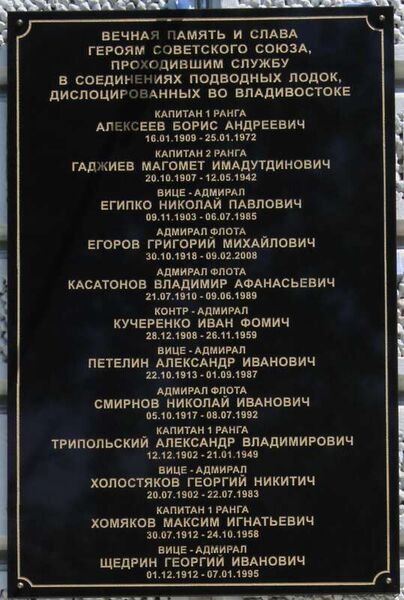 ВЕЧНАЯ ПАМЯТЬ И СЛАВА
ГЕРОЯМ СОВЕТСКОГО СОЮЗА,
ПРОХОДИВШИМ СЛУЖБУ
В СОЕДИНЕНИЯХ ПОДВОДНЫХ ЛОДОК,
ДИСЛОЦИРОВАННЫХ ВО ВЛАДИВОСТОКЕ
КАПИТАН 1 РАНГА
АЛЕКСЕЕВ БОРИС АНДРЕЕВИЧ
16.01.1909 - 25.01.1972
КАПИТАН 2 РАНГА
ГАДЖИЕВ МАГОМЕТ ИМАДУТДИНОВИЧ
20.10.1907 - 12.05.1942
ВИЦЕ - АДМИРАЛ
ЕГИПКО НИКОЛАЙ ПАВЛОВИЧ
09.11.1903 - 06.07.1985
АДМИРАЛ ФЛОТА
ЕГОРОВ ГРИГОРИЙ МИХАЙЛОВИЧ
30.10.1918 - 09.02.2008
АДМИРАЛ ФЛОТА
КАСАТОНОВ ВЛАДИМИР АФАНАСЬЕВИЧ
21.07.1910 - 09.06.1989
КОНТР - АДМИРАЛ
КУЧЕРЕНКО ИВАН ФОМИЧ
28.12.1908 - 26.11.1959
ВИЦЕ - АДМИРАЛ
ПЕТЕЛИН АЛЕКСАНДР ИВАНОВИЧ
22.10.1913 - 01.09.1987
АДМИРАЛ ФЛОТА
СМИРНОВ НИКОЛАЙ ИВАНОВИЧ
05.10.1917 - 08.07.1992
КАПИТАН 1 РАНГА
ТРИПОЛЬСКИЙ АЛЕКСАНДР ВЛАДИМИРОВИЧ
12.12.1902 - 21.01.1949
ВИЦЕ - АДМИРАЛ
ХОЛОСТЯКОВ ГЕОРГИЙ НИКИТИЧ
20.07.1902 - 22.07.1983
КАПИТАН 1 РАНГА
ХОМЯКОВ МАКСИМ ИГНАТЬЕВИЧ
30.07.1912 - 24.10.1958
ВИЦЕ - АДМИРАЛ
ЩЕДРИН ГЕОРГИЙ ИВАНОВИЧ
01.12.1912 - 07.01.1995